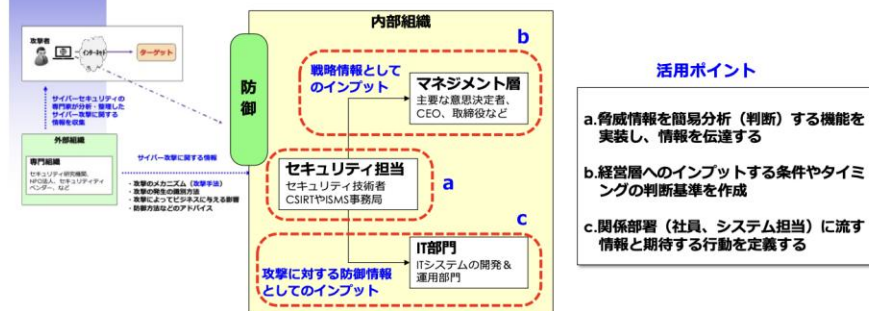 攻撃者
インターネット
ターゲット
サイバーセキュリティの
専門家が分析・整理した
サイバー攻撃に関する
情報を収集
外部組織
専門組織
セキュリティ研究機関、
NPO法人、セキュリティティ
ベンダー、など
サイバー攻撃に関する情報
・攻撃のメカニズム（攻撃手法）
・攻撃の発生の識別方法
・攻撃によってビジネスに与える影響
・防御方法などのアドバイス
防
御
内部組織
b
戦略情報として
のインプット
マネジメント層
主要な意思決定者、
CEO、取締役など
セキュリティ担当
セキュリティ技術者
CSIRTやISMS事務局
a
c
IT部門
ITシステムの開発＆
運用部門
攻撃に対する防御情報
としてのインプット
活用ポイント
a.脅威情報を簡易分析（判断）する機能を
実装し、情報を伝達する
b.経営層へのインプットする条件やタイミ
ングの判断基準を作成
c.関係部署（社員、システム担当）に流す
情報と期待する行動を定義する